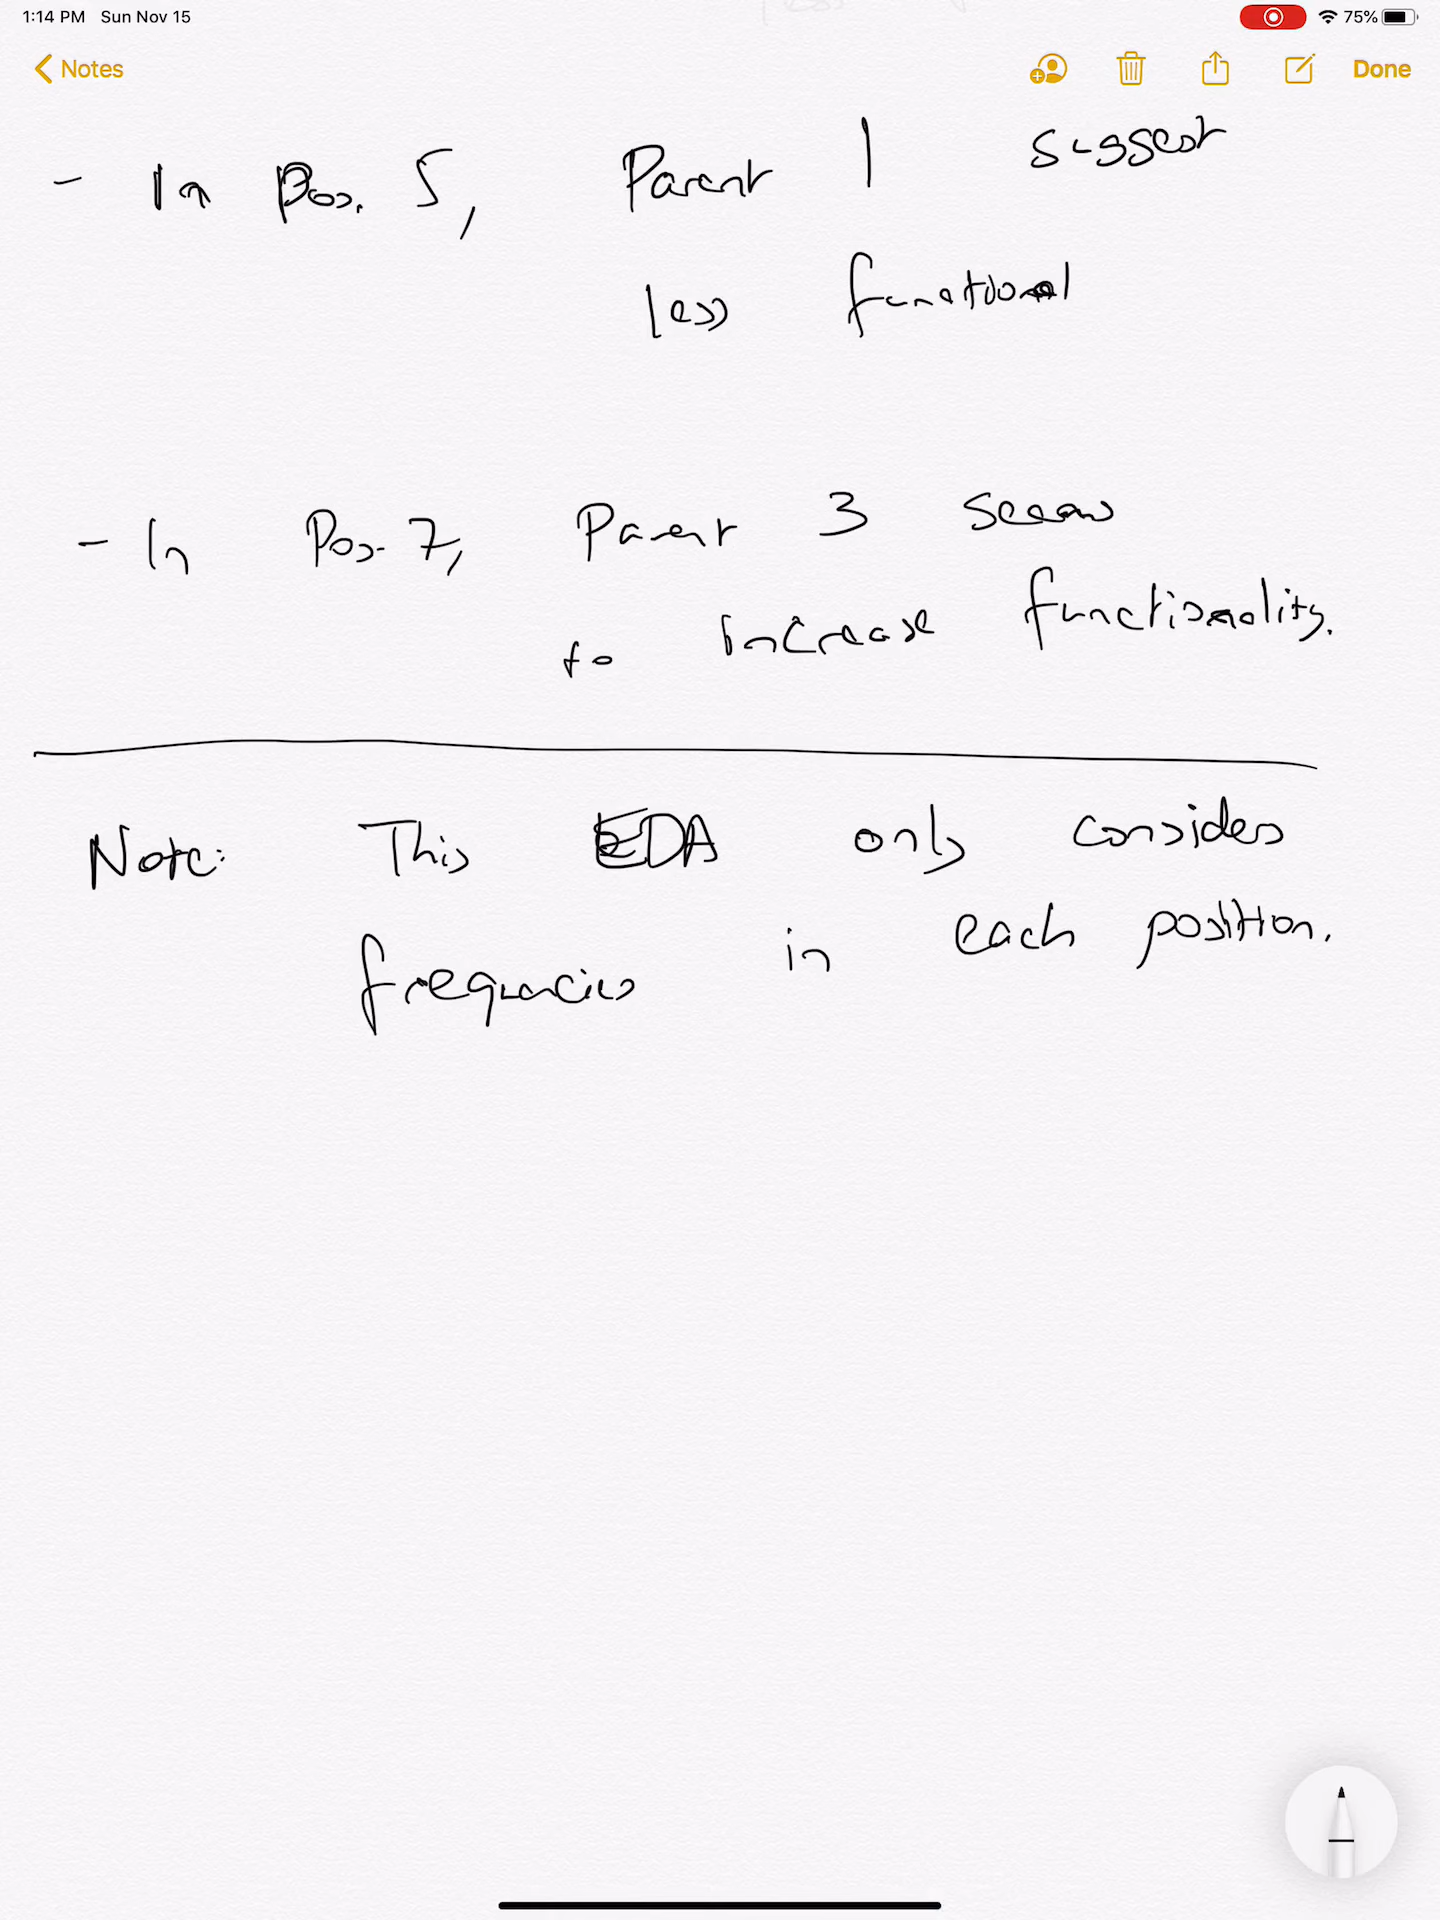 1:14 PM Sun Nov 15 75%
Notes Done
- In Pos. 5, Parent 1 suggest
less functional
- In Pos. 7, Parent 3 seems
to increase functionality.
Note: This EDA only considers
frequencies in each position.